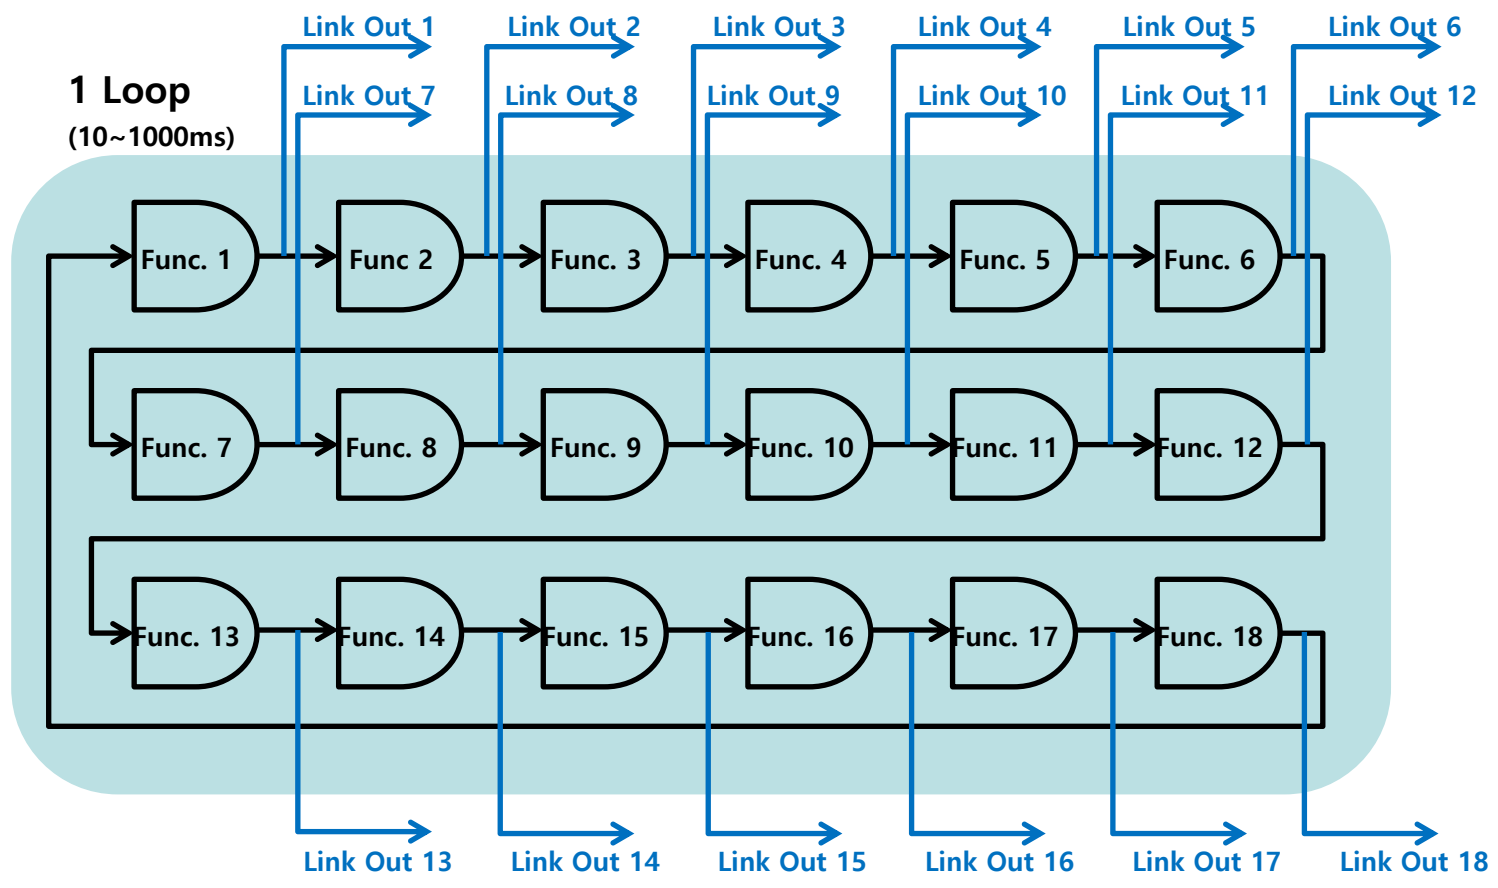 Link Out 1
Link Out 2
Link Out 3
Link Out 4
Link Out 5
Link Out 6
1 Loop
(10~1000ms)
Link Out 7
Link Out 8
Link Out 9
Link Out 10
Link Out 11
Link Out 12
Func. 1
Func 2
Func. 3
Func. 4
Func. 5
Func. 6
Func. 7
Func. 8
Func. 9
Func. 10
Func. 11
Func. 12
Func. 13
Func. 14
Func. 15
Func. 16
Func. 17
Func. 18
Link Out 13
Link Out 14
Link Out 15
Link Out 16
Link Out 17
Link Out 18